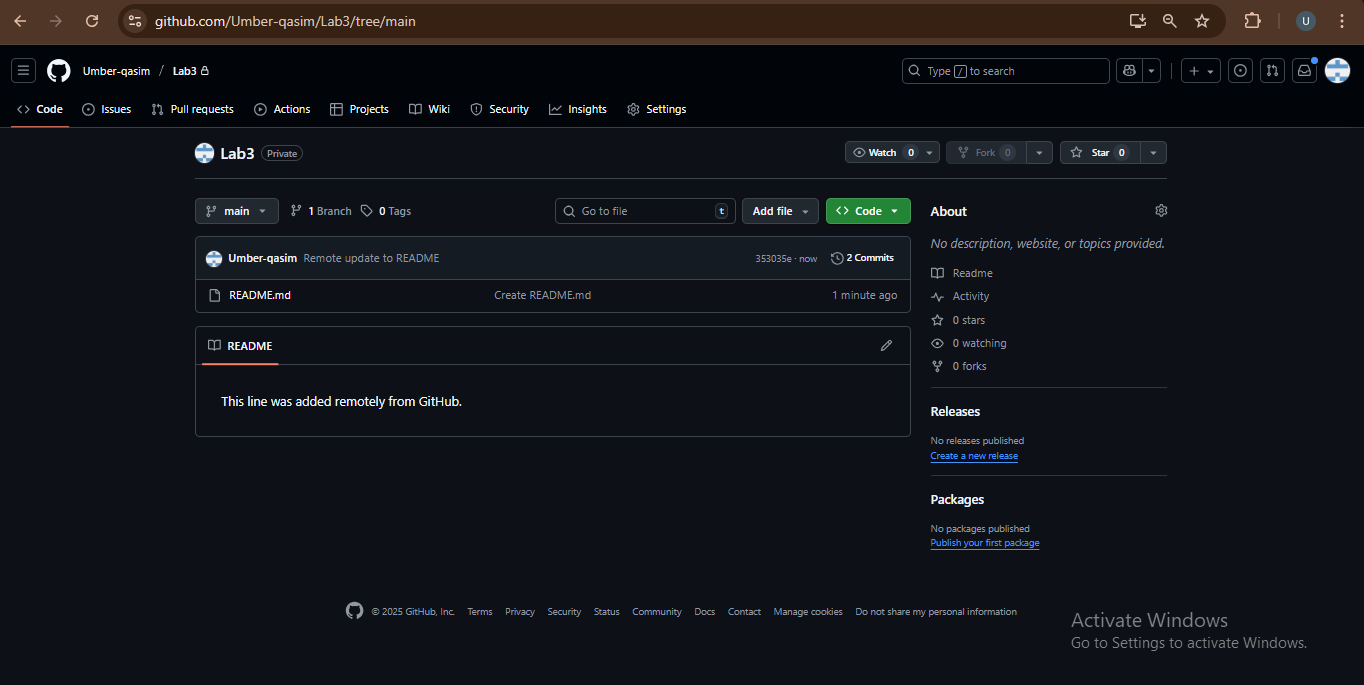 github.com/Umber-qasim/Lab3/tree/main
U
Umber-qasim / Lab3
Type / to search
Code Issues Pull requests Actions Projects Wiki Security Insights Settings
Lab3 Private
Watch 0 Fork 0 Star 0
main 1 Branch 0 Tags
Go to file t Add file Code
Umber-qasim Remote update to README 353035e · now 2 Commits
README.md Create README.md 1 minute ago
README
This line was added remotely from GitHub.
About
No description, website, or topics provided.
Readme
Activity
0 stars
0 watching
0 forks
Releases
No releases published
Create a new release
Packages
No packages published
Publish your first package
© 2025 GitHub, Inc. Terms Privacy Security Status Community Docs Contact Manage cookies Do not share my personal information
Activate Windows
Go to Settings to activate Windows.